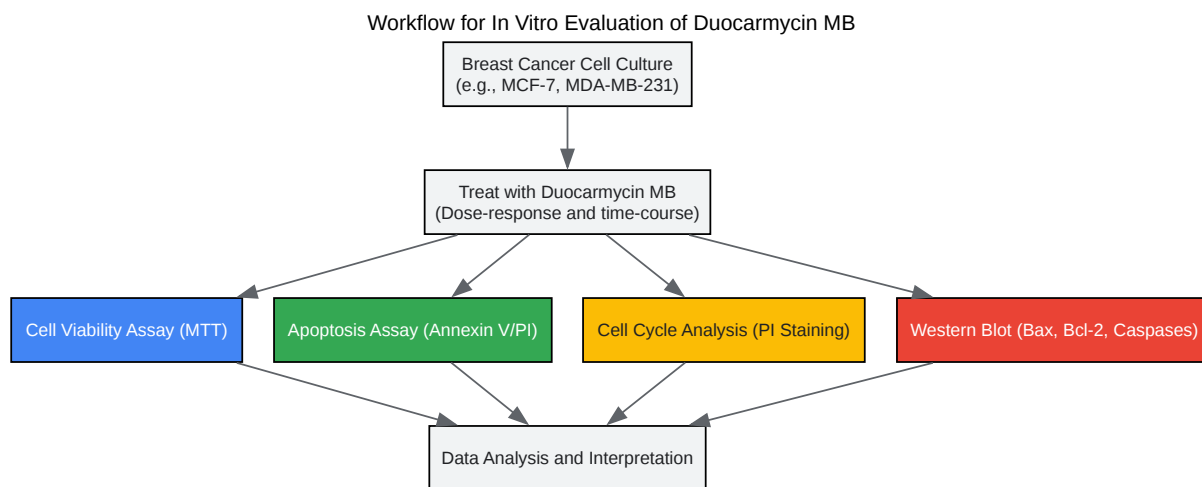 Workflow for In Vitro Evaluation of Duocarmycin MB
Breast Cancer Cell Culture
(e.g., MCF-7, MDA-MB-231)
Treat with Duocarmycin MB
(Dose-response and time-course)
Cell Viability Assay (MTT)
Apoptosis Assay (Annexin V/PI)
Cell Cycle Analysis (PI Staining)
Western Blot (Bax, Bcl-2, Caspases)
Data Analysis and Interpretation